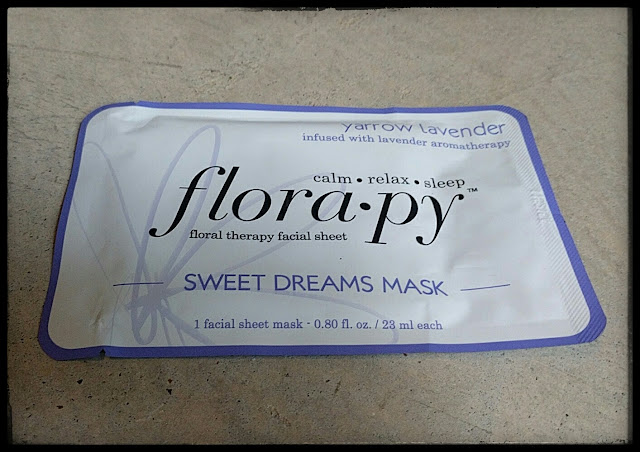 yarrow lavender
infused with lavender aromatherapy
calm • relax • sleep
flora•py™
floral therapy facial sheet
SWEET DREAMS MASK
1 facial sheet mask - 0.80 fl. oz. / 23 ml each